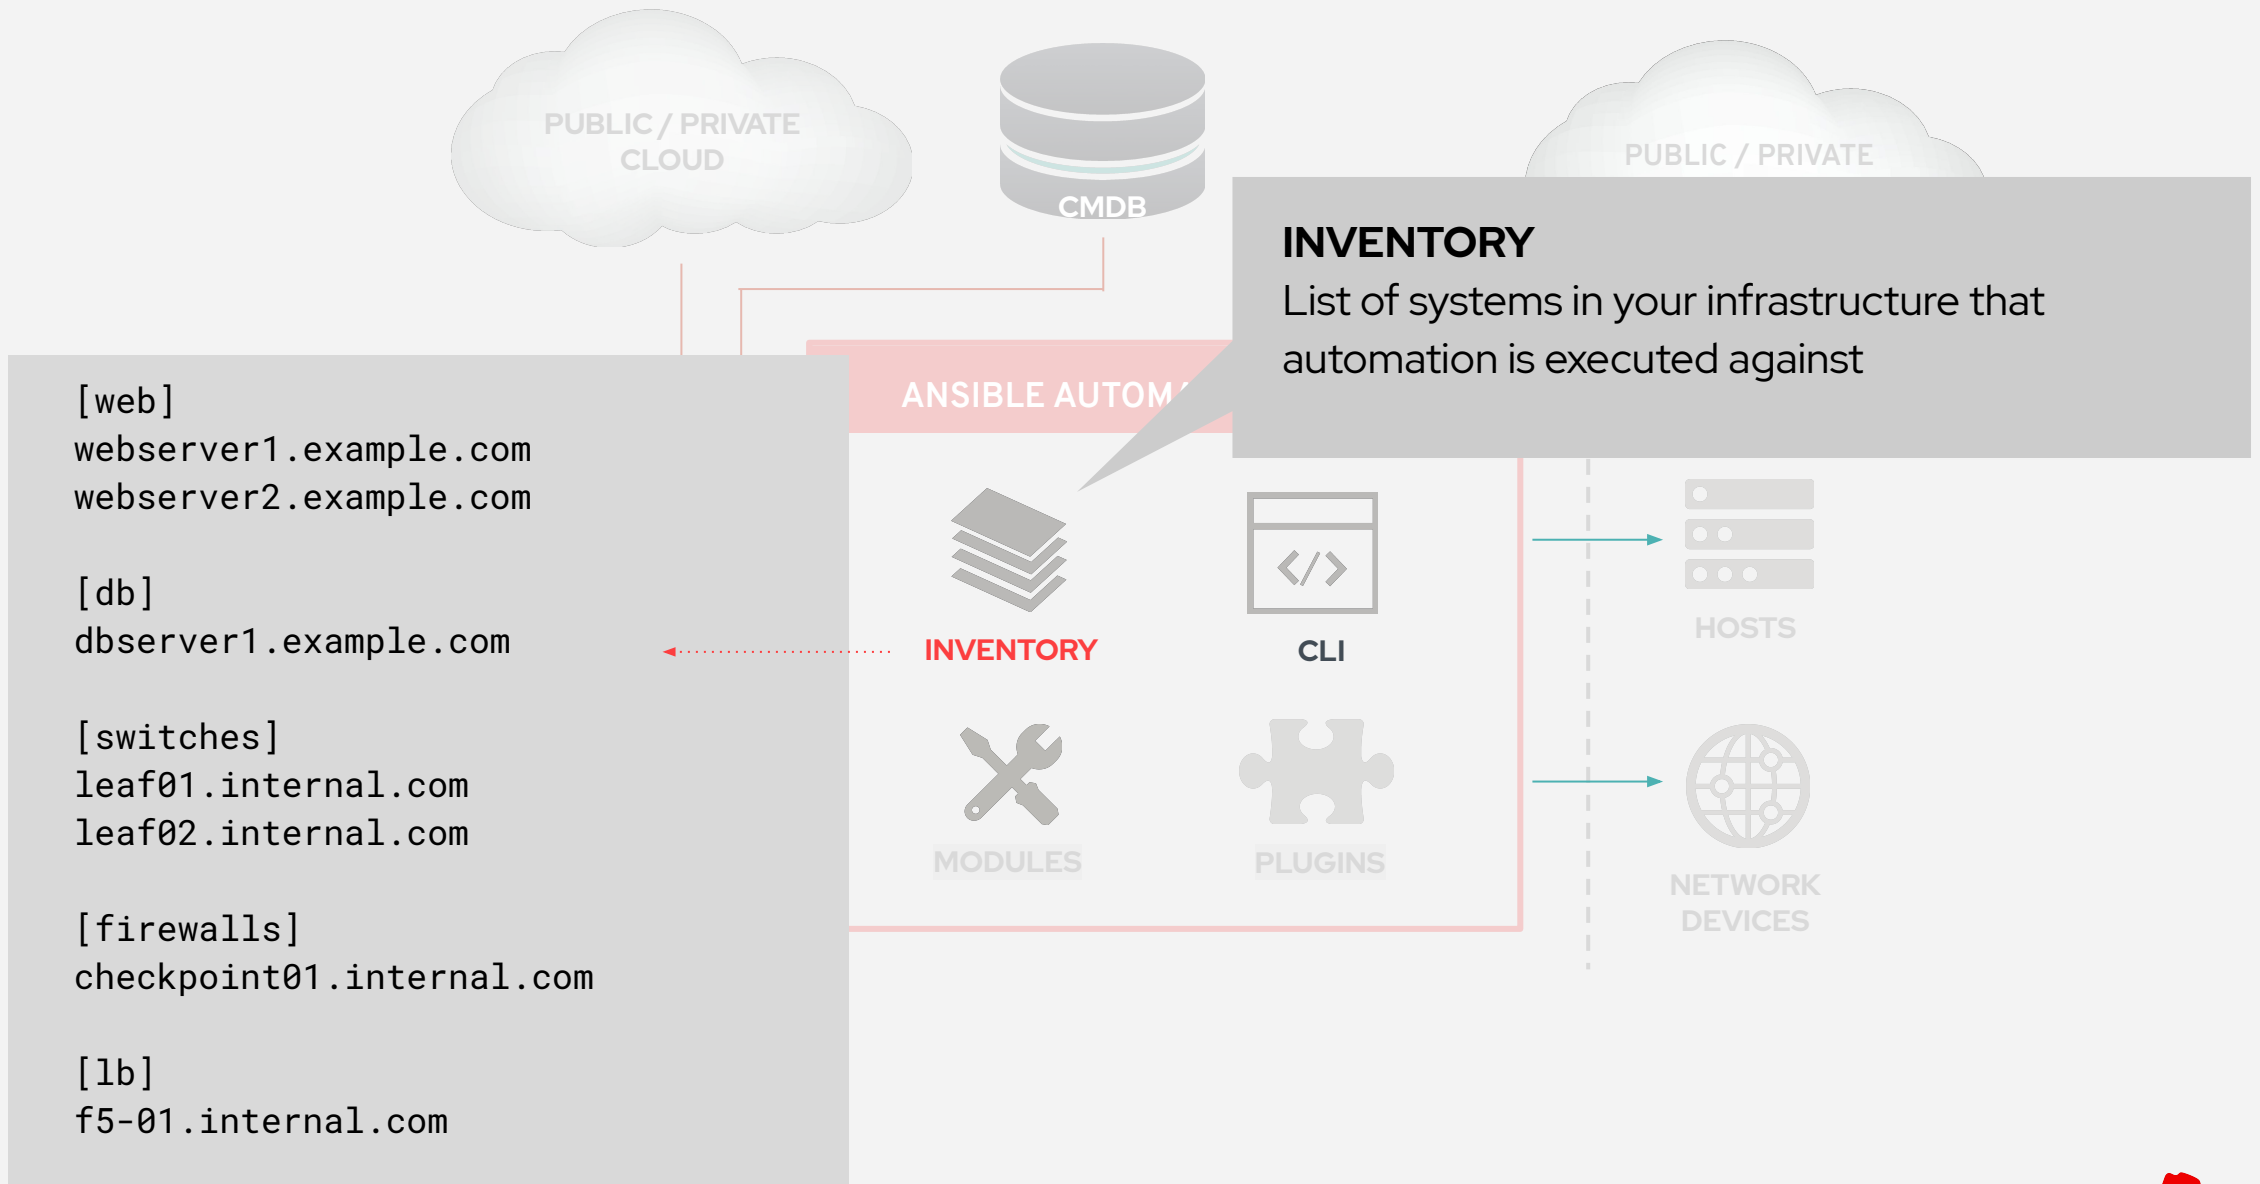 PUBLIC / PRIVATE
CLOUD
CMDB
PUBLIC / PRIVATE
INVENTORY
List of systems in your infrastructure that
automation is executed against
[web]
webserver1.example.com
webserver2.example.com
[db]
dbserver1.example.com
[switches]
leaf01.internal.com
leaf02.internal.com
[firewalls]
checkpoint01.internal.com
[lb]
f5-01.internal.com
ANSIBLE
INVENTORY
CLI
MODULES
PLUGINS
HOSTS
NETWORK
DEVICES